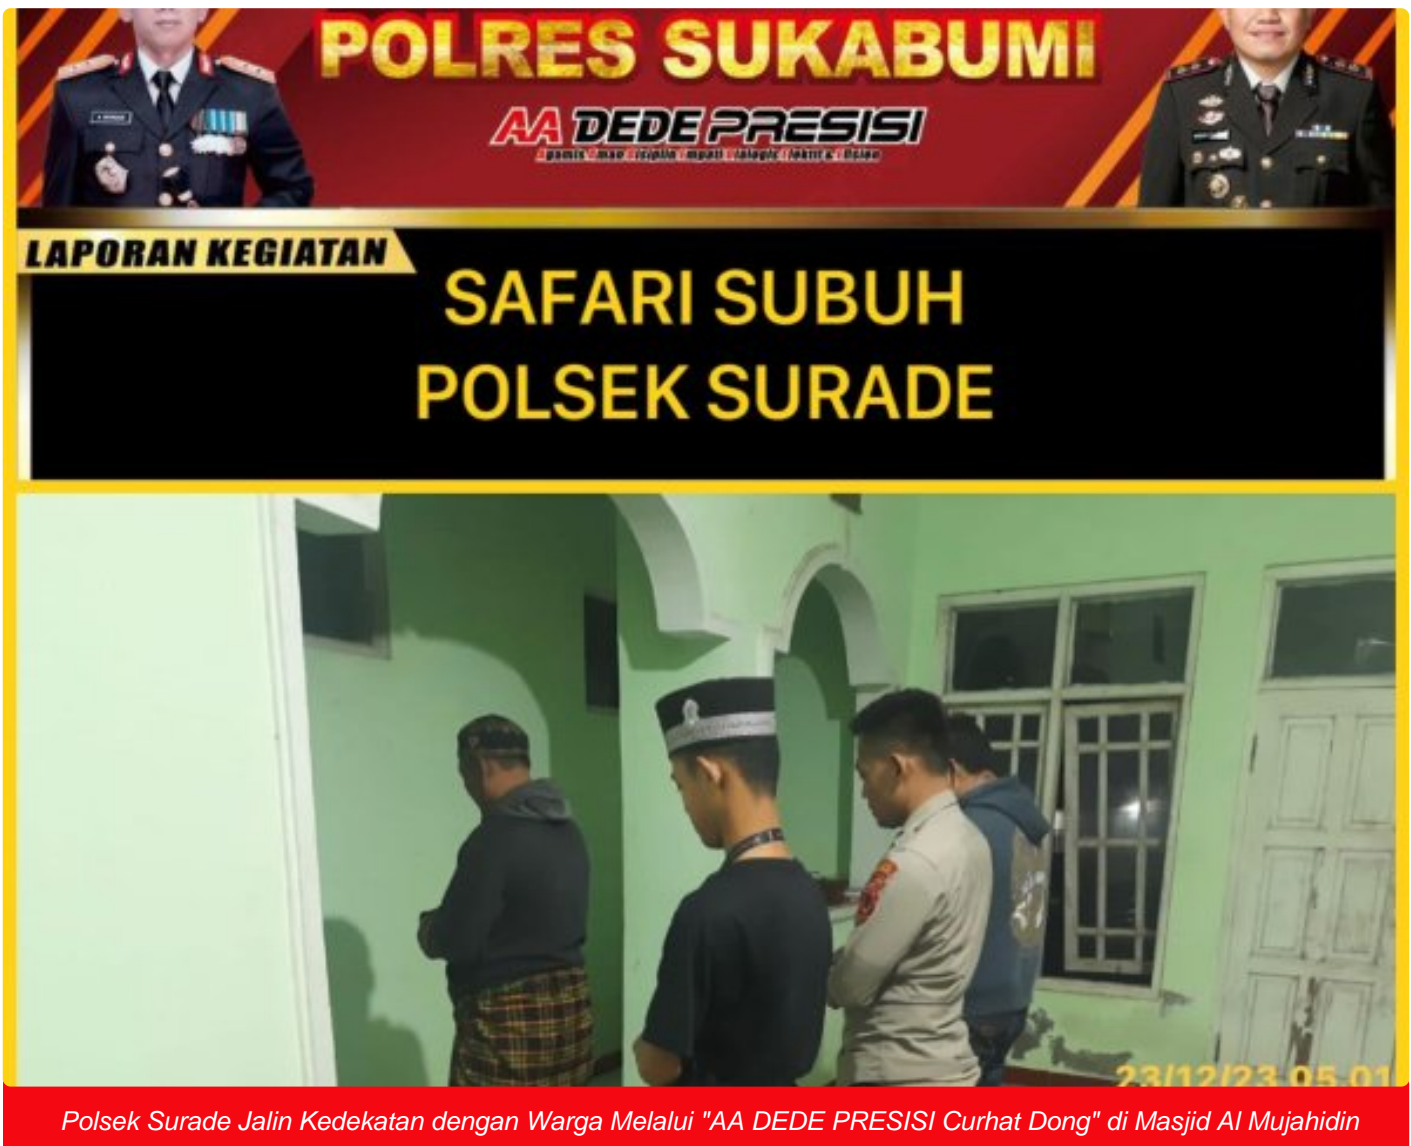 POLRES SUKABUMI
AA DEDE PRESISI
LAPORAN KEGIATAN
SAFARI SUBUH
POLSEK SURADE
23/12/23 05.01
Polsek Surade Jalin Kedekatan dengan Warga Melalui "AA DEDE PRESISI Curhat Dong" di Masjid Al Mujahidin